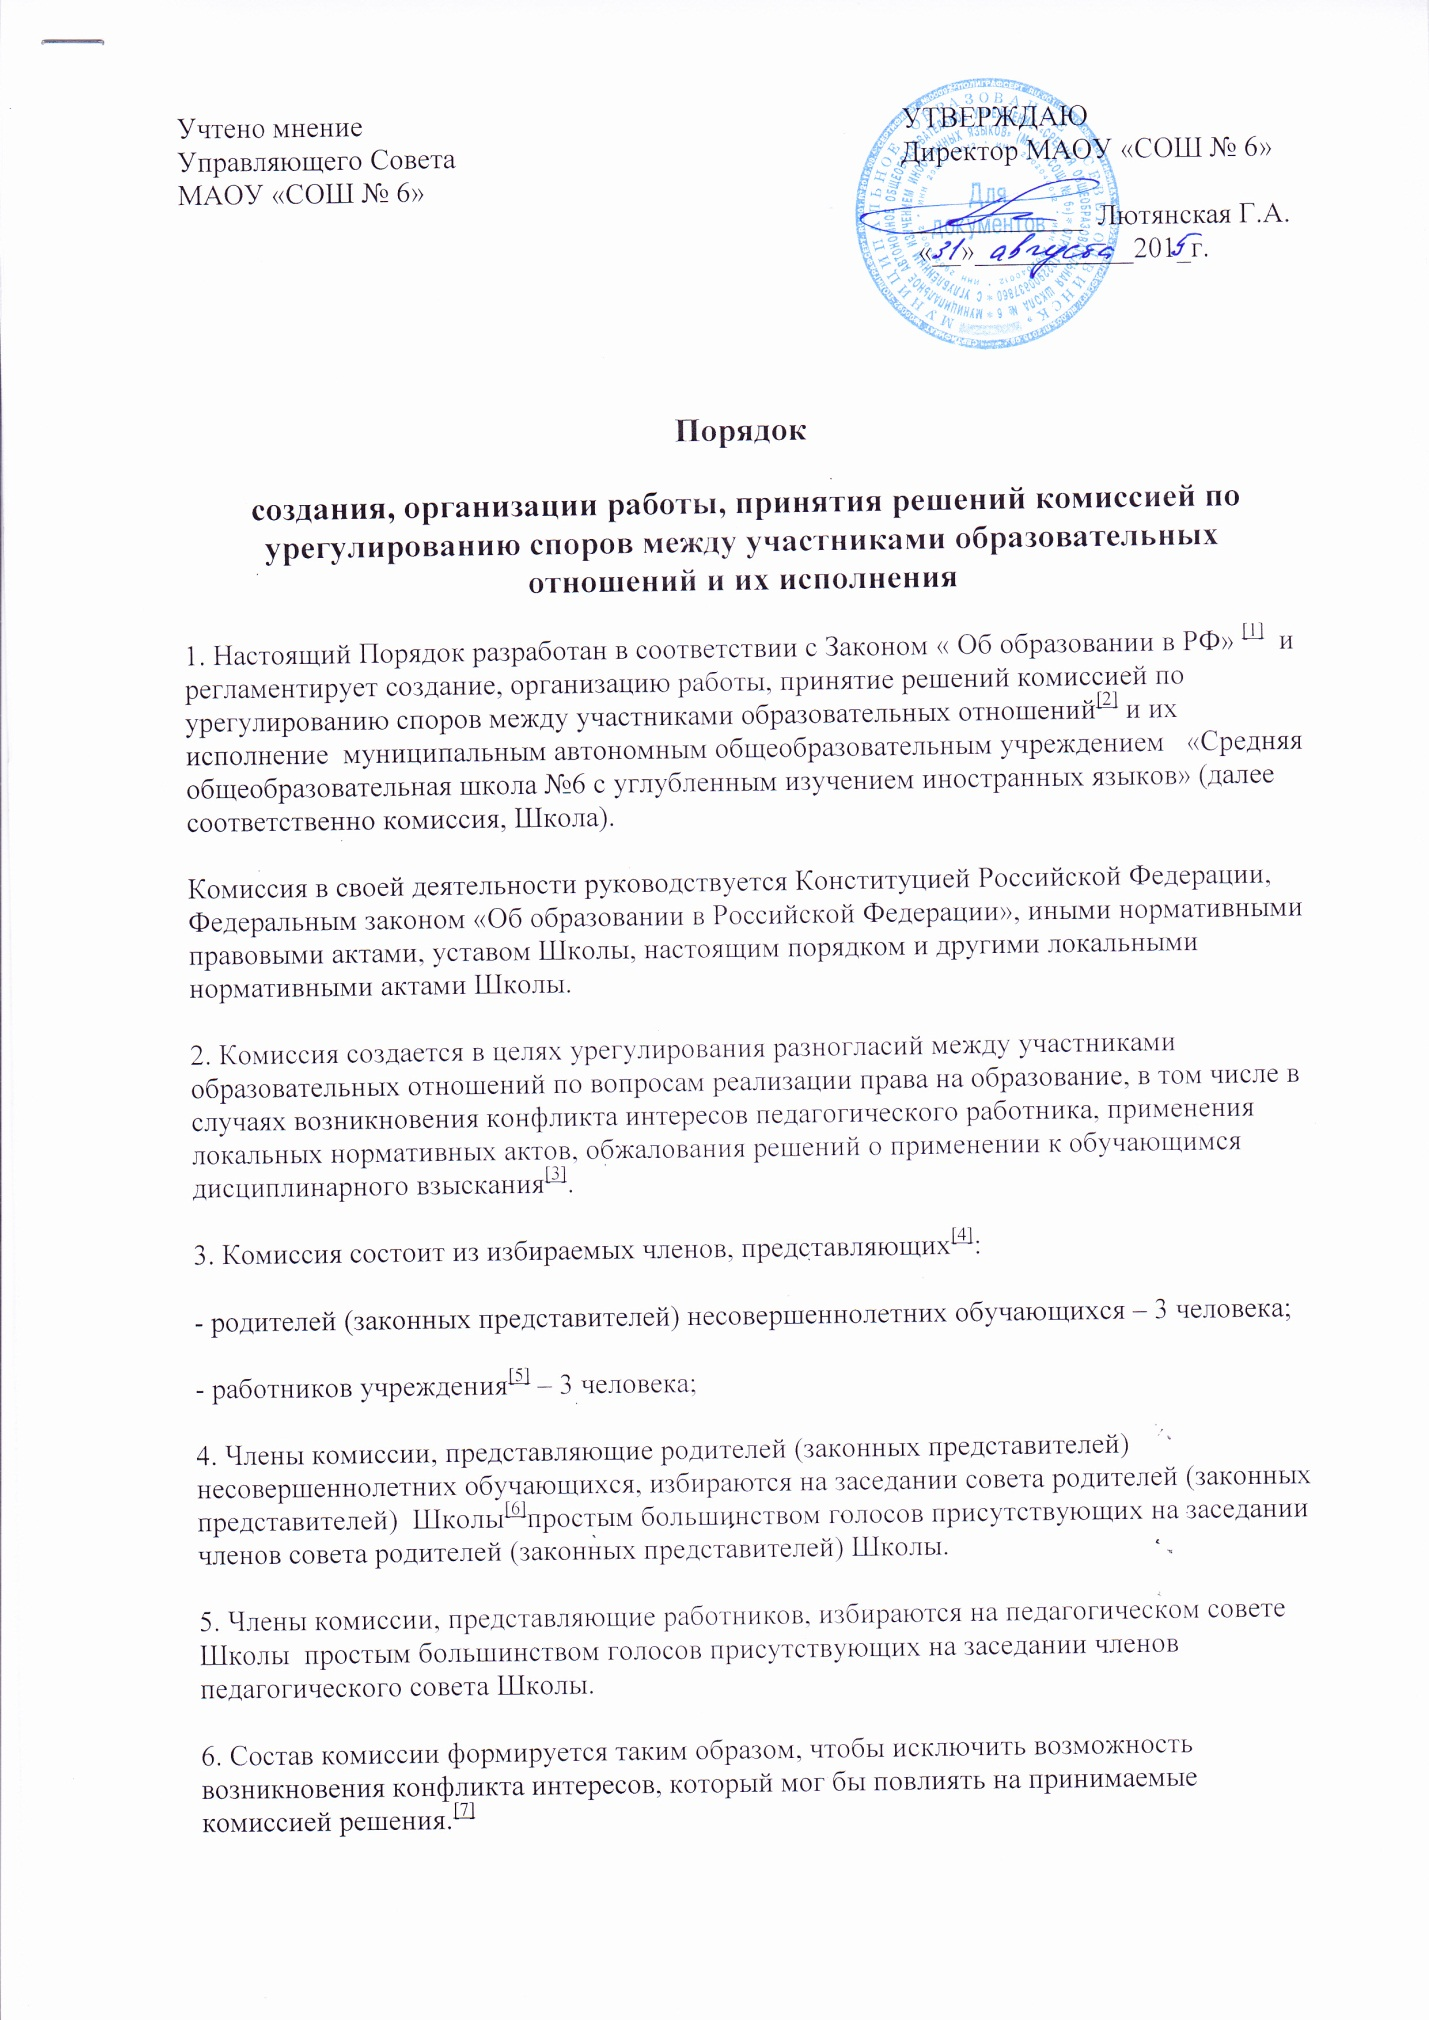 Учтено мнение
Управляющего Совета
МАОУ «СОШ № 6»
УТВЕРЖДАЮ
Директор МАОУ «СОШ № 6»
Для
документов
Лютянская Г.А.
«31» августа 2015 г.
Порядок
создания, организации работы, принятия решений комиссией по
урегулированию споров между участниками образовательных
отношений и их исполнения
1. Настоящий Порядок разработан в соответствии с Законом « Об образовании в РФ» [1] и
регламентирует создание, организацию работы, принятие решений комиссией по
урегулированию споров между участниками образовательных отношений[2] и их
исполнение муниципальным автономным общеобразовательным учреждением «Средняя
общеобразовательная школа №6 с углубленным изучением иностранных языков» (далее
соответственно комиссия, Школа).
Комиссия в своей деятельности руководствуется Конституцией Российской Федерации,
Федеральным законом «Об образовании в Российской Федерации», иными нормативными
правовыми актами, уставом Школы, настоящим порядком и другими локальными
нормативными актами Школы.
2. Комиссия создается в целях урегулирования разногласий между участниками
образовательных отношений по вопросам реализации права на образование, в том числе в
случаях возникновения конфликта интересов педагогического работника, применения
локальных нормативных актов, обжалования решений о применении к обучающимся
дисциплинарного взыскания[3].
3. Комиссия состоит из избираемых членов, представляющих[4]:
- родителей (законных представителей) несовершеннолетних обучающихся – 3 человека;
- работников учреждения[5] – 3 человека;
4. Члены комиссии, представляющие родителей (законных представителей)
несовершеннолетних обучающихся, избираются на заседании совета родителей (законных
представителей) Школы[6]простым большинством голосов присутствующих на заседании
членов совета родителей (законных представителей) Школы.
5. Члены комиссии, представляющие работников, избираются на педагогическом совете
Школы простым большинством голосов присутствующих на заседании членов
педагогического совета Школы.
6. Состав комиссии формируется таким образом, чтобы исключить возможность
возникновения конфликта интересов, который мог бы повлиять на принимаемые
комиссией решения.[7]